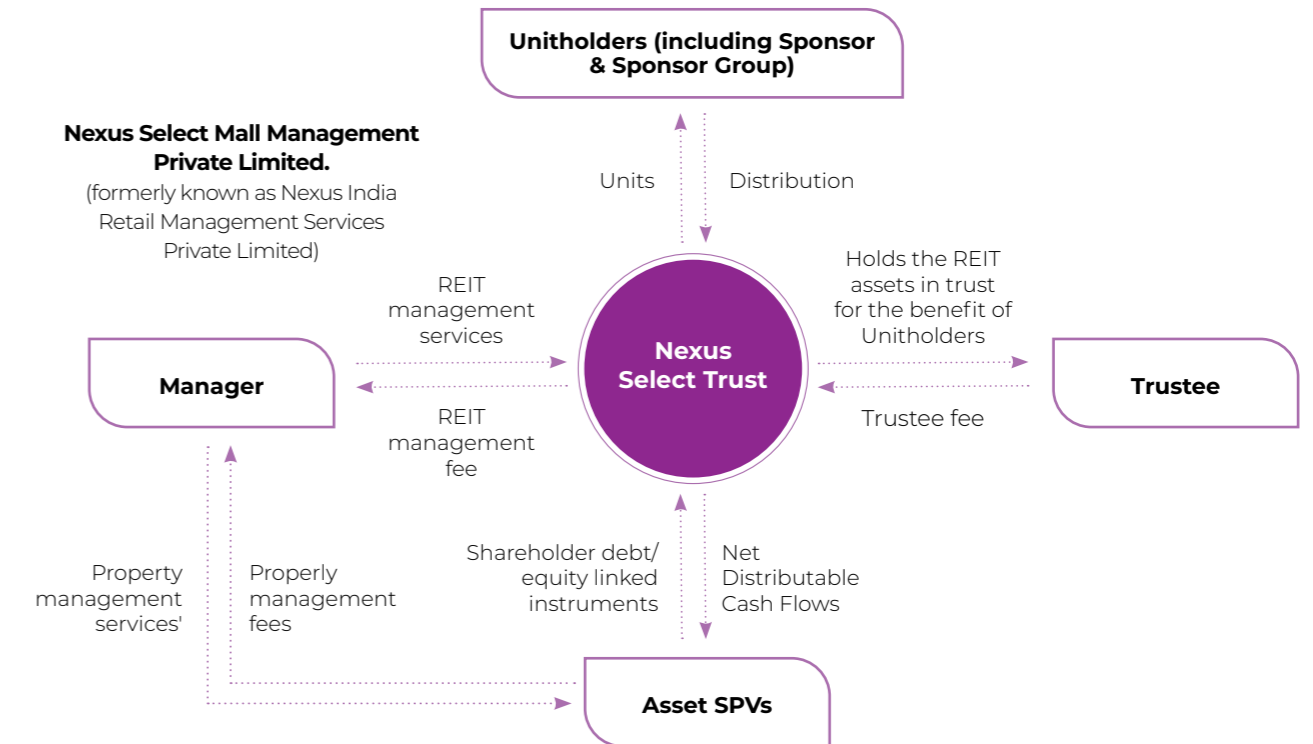 Unitholders (including Sponsor
& Sponsor Group)
Nexus Select Mall Management
Private Limited.
(formerly known as Nexus India
Retail Management Services
Private Limited)
Units
Distribution
REIT
management
services
Holds the REIT
assets in trust
for the benefit of
Unitholders
Manager
Nexus
Select Trust
Trustee
REIT
management
fee
Trustee fee
Property
management
services'
Properly
management
fees
Shareholder debt/
equity linked
instruments
Net
Distributable
Cash Flows
Asset SPVs